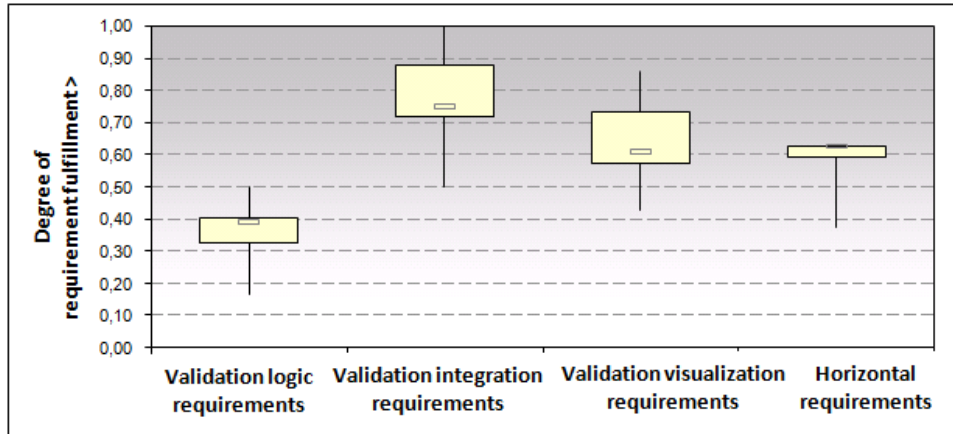 Degree of
requirement fulfillment >
1,00
0,90
0,80
0,70
0,60
0,50
0,40
0,30
0,20
0,10
0,00
Validation logic
requirements
Validation integration
requirements
Validation visualization
requirements
Horizontal
requirements